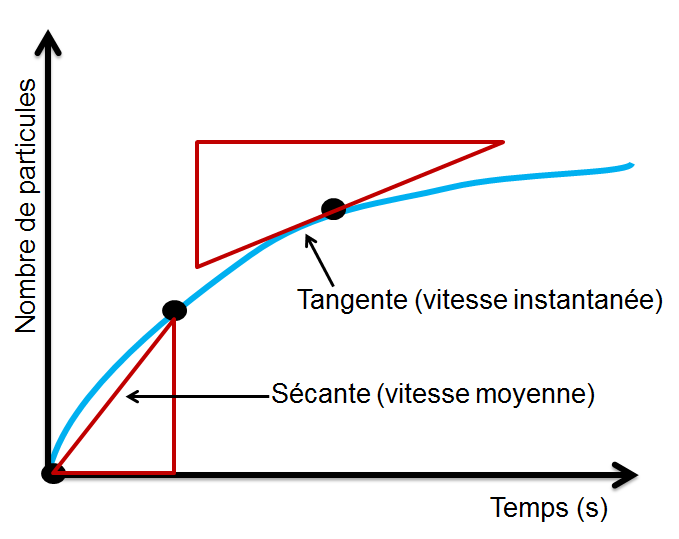 Nombre de particules
Tangente (vitesse instantanée)
Sécante (vitesse moyenne)
Temps (s)